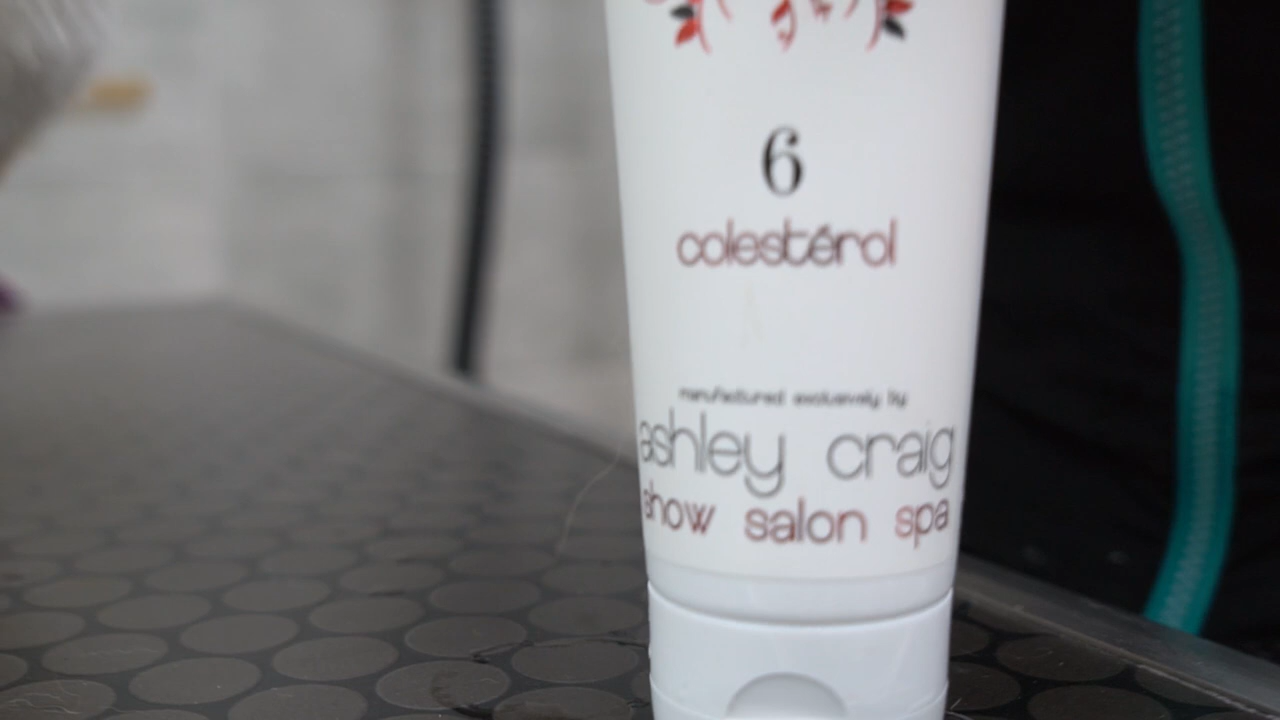 6
colestérol
manufactured exclusively by
ashley craig
show salon spa